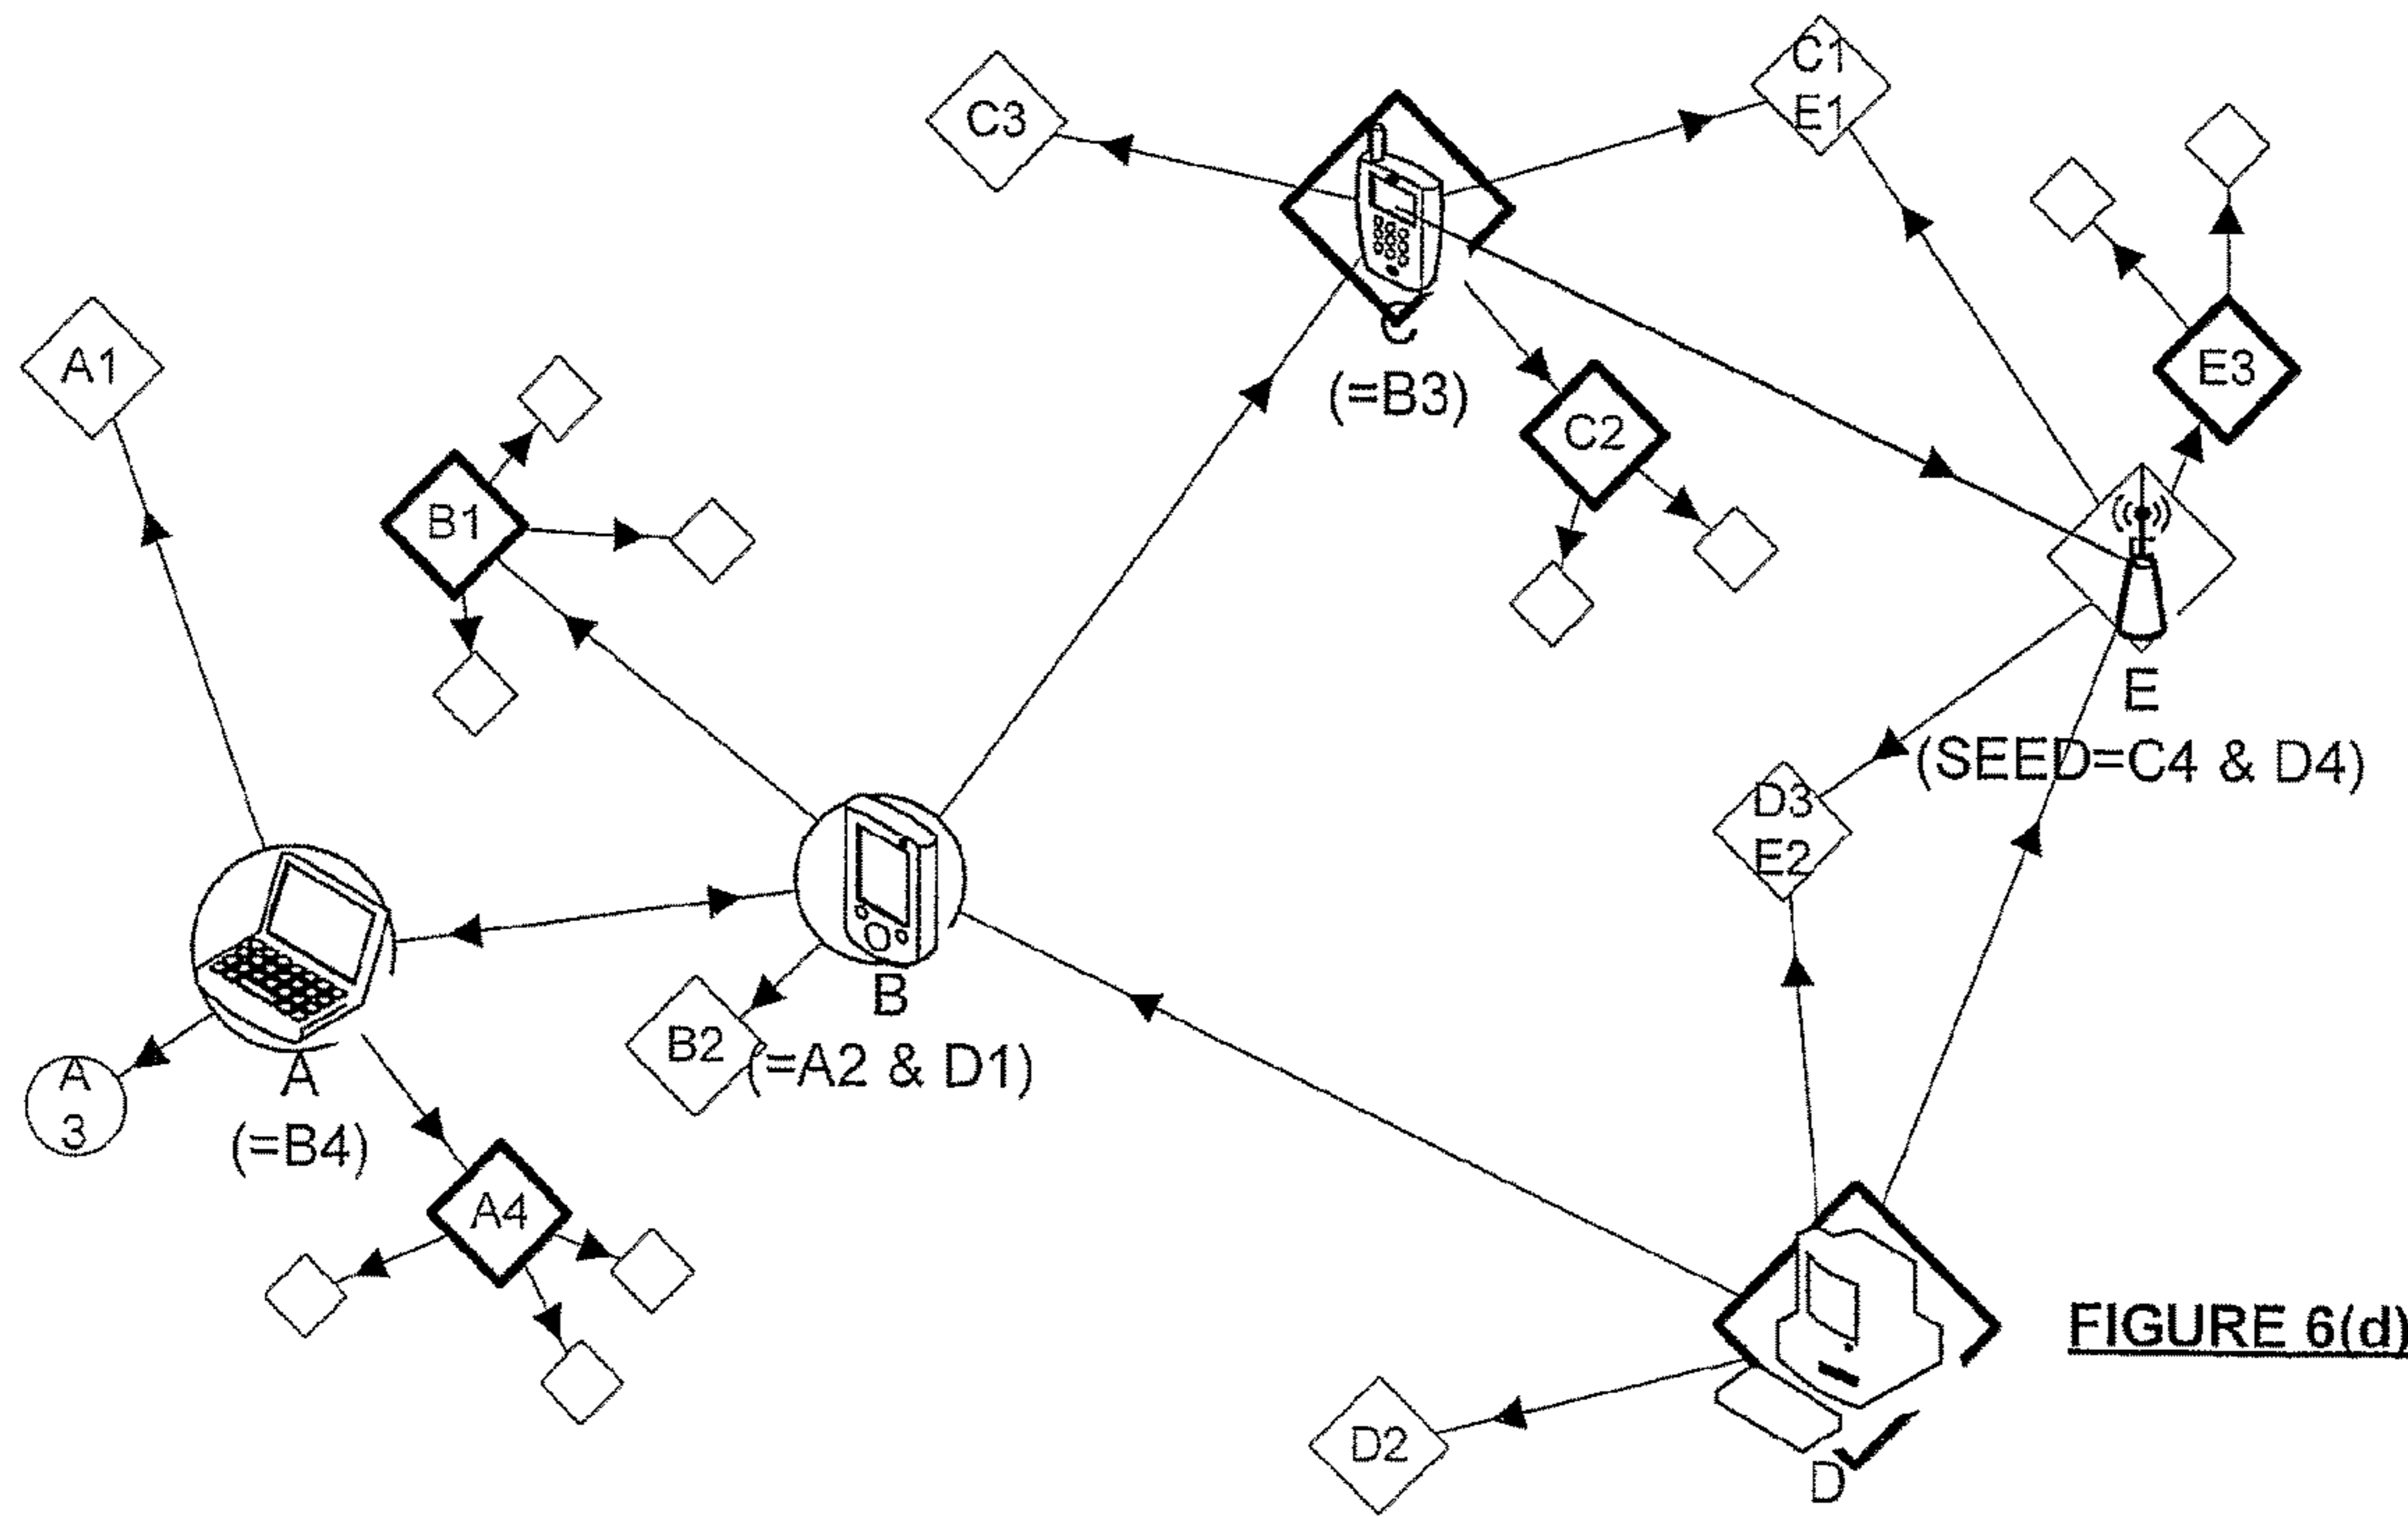 C1
E1
C3
C
(=B3)
E3
A1
C2
B1
E
(SEED=C4 & D4)
D3
E2
B
B2
(=A2 & D1)
A
3
A
(=B4)
A4
D2
D
FIGURE 6(d)